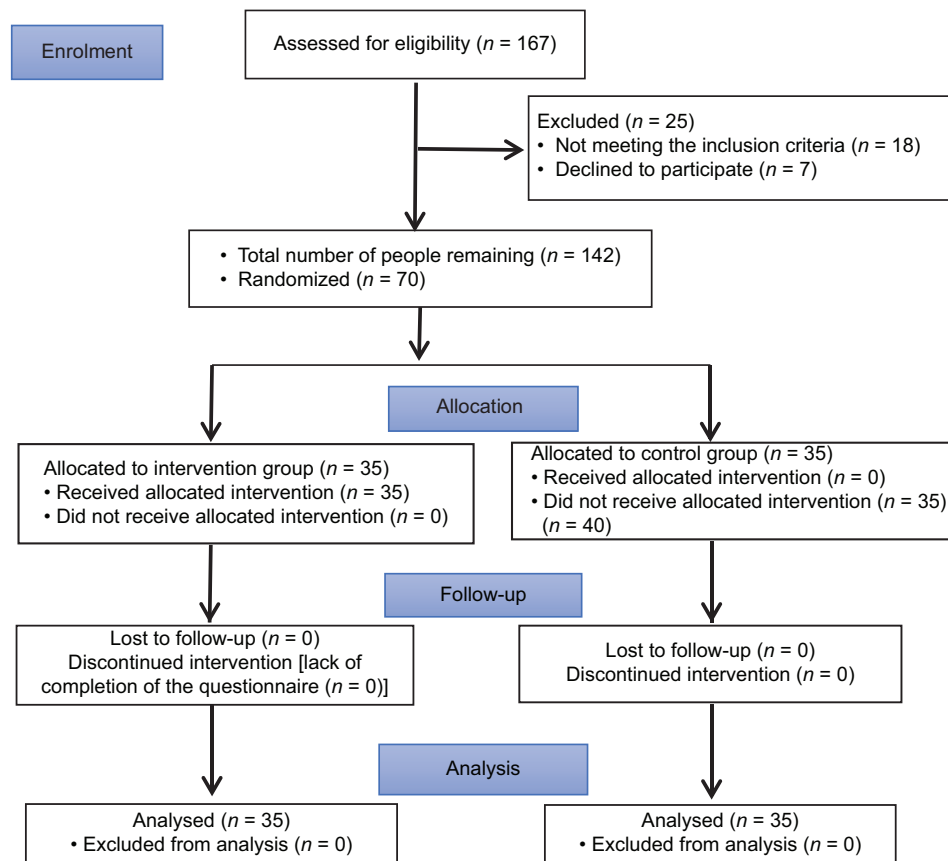 Assessed for eligibility (n = 167)
Enrolment
Excluded (n = 25)
• Not meeting the inclusion criteria (n = 18)
• Declined to participate (n = 7)
• Total number of people remaining (n = 142)
• Randomized (n = 70)
Allocation
Allocated to intervention group (n = 35)
• Received allocated intervention (n = 35)
• Did not receive allocated intervention (n = 0)
Allocated to control group (n = 35)
• Received allocated intervention (n = 0)
• Did not receive allocated intervention (n = 35)
(n = 40)
Follow-up
Lost to follow-up (n = 0)
Discontinued intervention [lack of
completion of the questionnaire (n = 0)]
Lost to follow-up (n = 0)
Discontinued intervention (n = 0)
Analysis
Analysed (n = 35)
• Excluded from analysis (n = 0)
Analysed (n = 35)
• Excluded from analysis (n = 0)